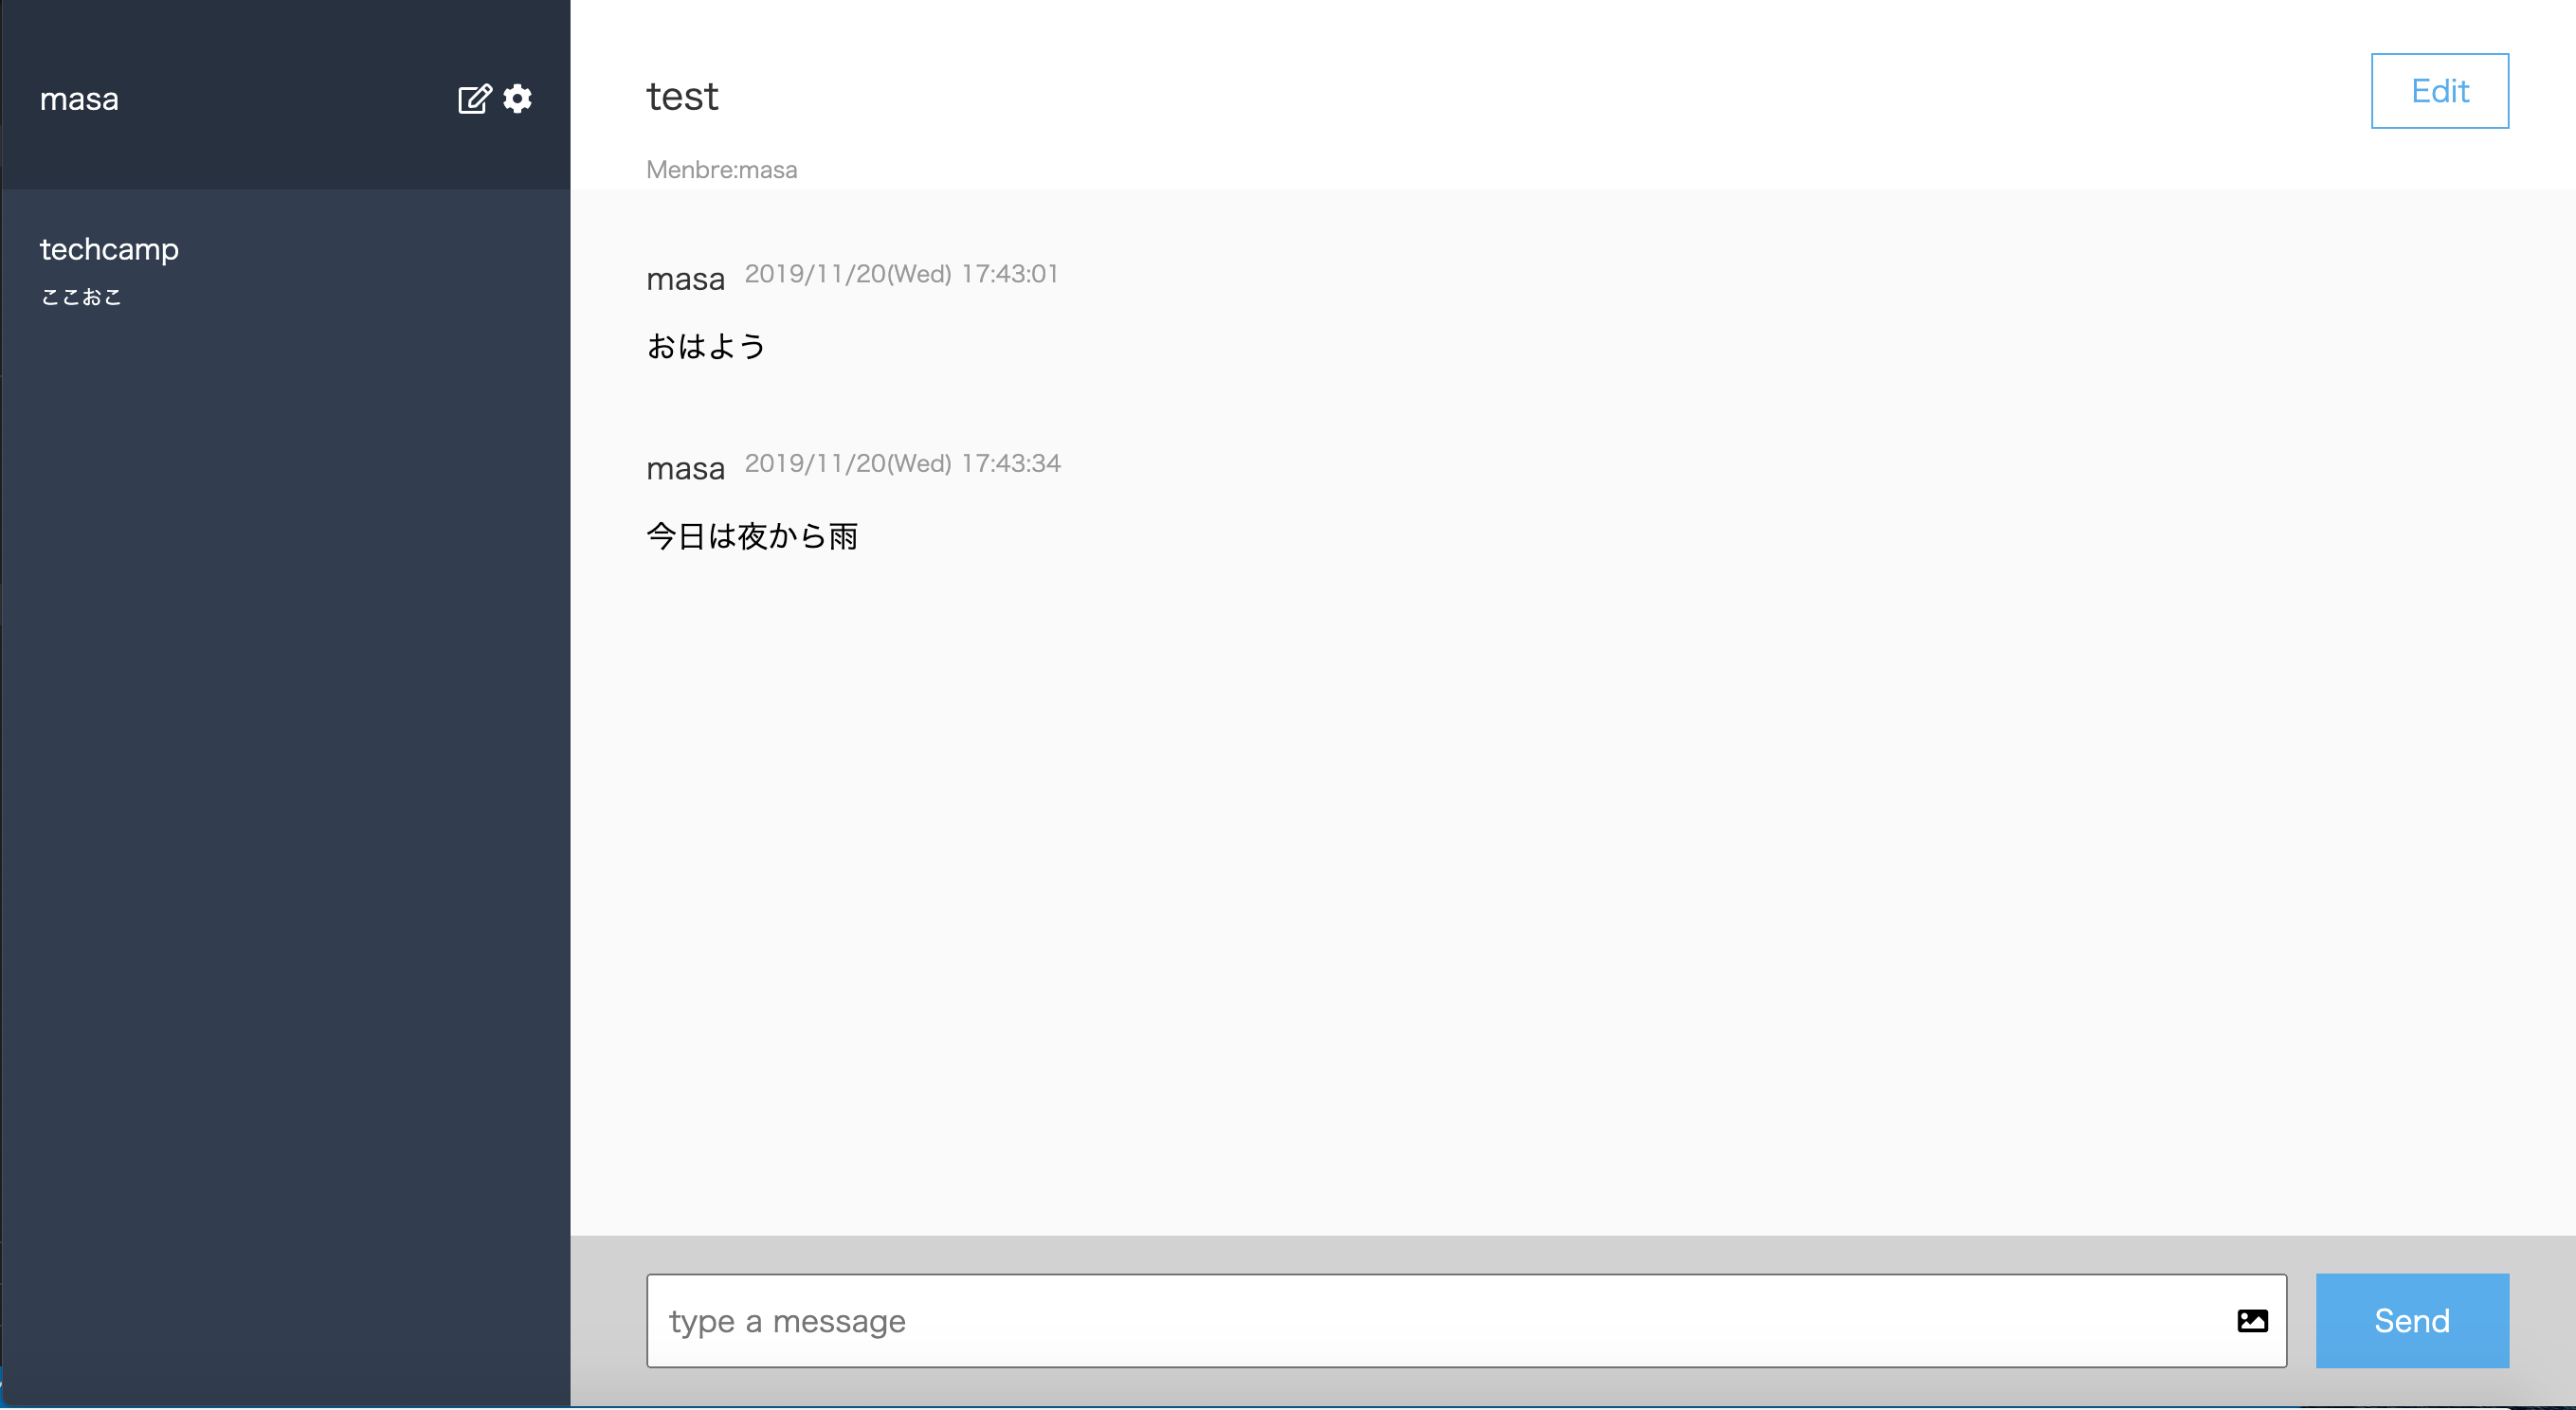 masa
techcamp
ここおこ
test
Edit
Menbre:masa
masa 2019/11/20(Wed) 17:43:01
おはよう
masa 2019/11/20(Wed) 17:43:34
今日は夜から雨
type a message
Send